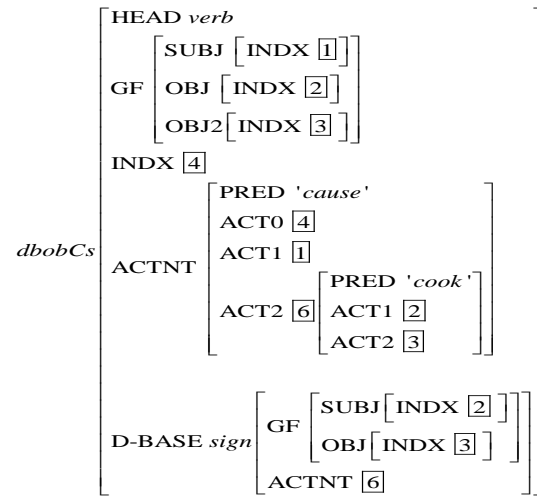 HEAD verb
SUBJ [INDX 1]
GF OBJ [INDX 2]
OBJ2 [INDX 3]
INDX 4
PRED 'cause'
ACT0 4
dbobCs ACTNT ACT1 1
PRED 'cook'
ACT2 6 ACT1 2
ACT2 3
GF SUBJ [INDX 2]
D-BASE sign OBJ [INDX 3]
ACTNT 6